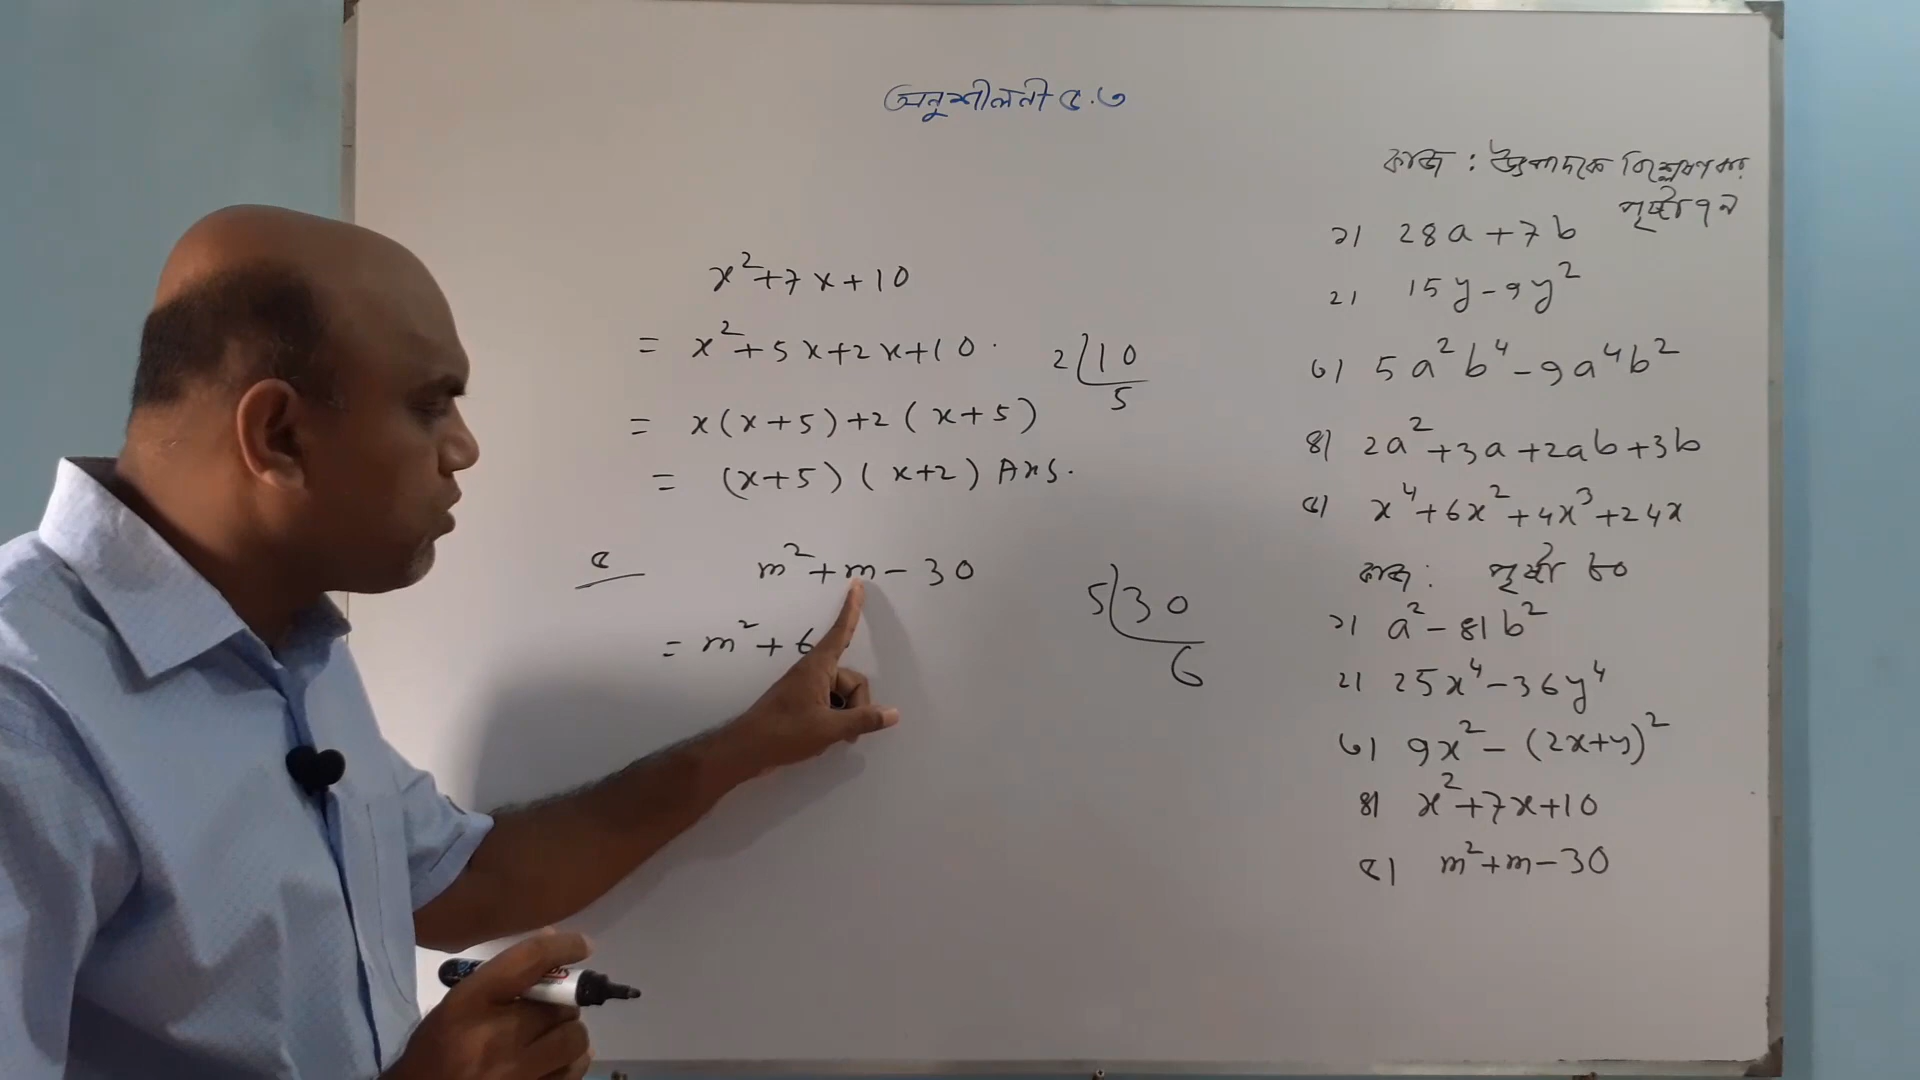 অনুশীলনী ৫.৩
x²+7x+10
= x²+5x+2x+10
= x(x+5)+2(x+5)
= (x+5)(x+2) Ans.
2 10
5
৫
m²+m-30
= m²+6
5 30
6
কাজ : উৎপাদকে বিশ্লেষণ কর
পৃষ্ঠা ৭৯
১। 28a+7b
২। 15y-9y²
৩। 5a²b⁴-9a⁴b²
৪। 2a²+3a+2ab+3b
৫। x⁴+6x²+4x³+24x
কাজ : পৃষ্ঠা ৮০
১। a²-81b²
২। 25x⁴-36y⁴
৩। 9x²-(2x+y)²
৪। x²+7x+10
৫। m²+m-30